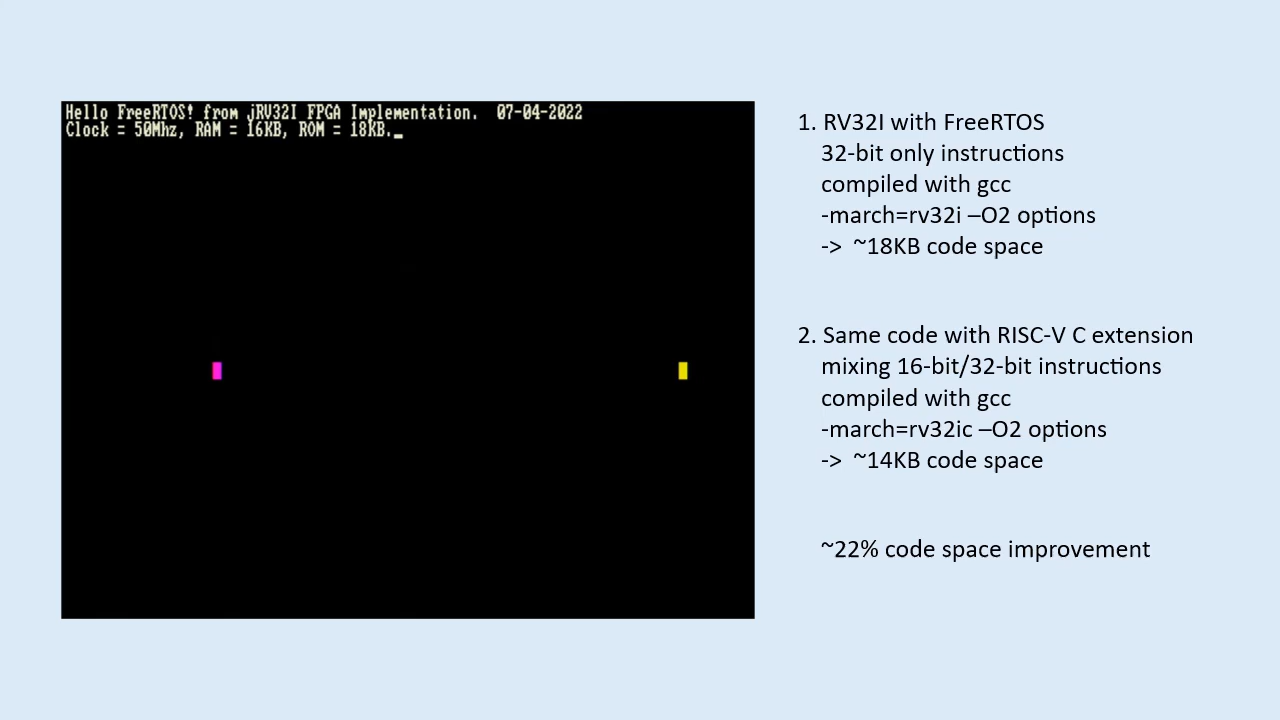 Hello FreeRTOS! from jRV32I FPGA Implementation.  07-04-2022
Clock = 50Mhz, RAM = 16KB, ROM = 18KB._
1. RV32I with FreeRTOS
32-bit only instructions
compiled with gcc
-march=rv32i –O2 options
->  ~18KB code space
2. Same code with RISC-V C extension
mixing 16-bit/32-bit instructions
compiled with gcc
-march=rv32ic –O2 options
->  ~14KB code space
~22% code space improvement